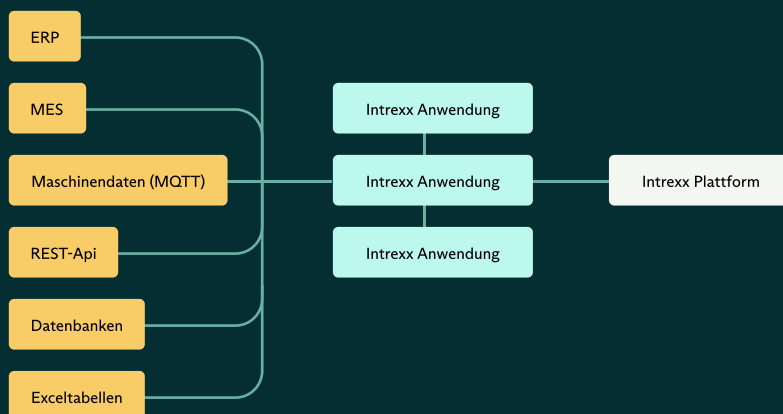 ERP
MES
Maschinendaten (MQTT)
REST-Api
Datenbanken
Exceltabellen
Intrexx Anwendung
Intrexx Anwendung
Intrexx Anwendung
Intrexx Plattform